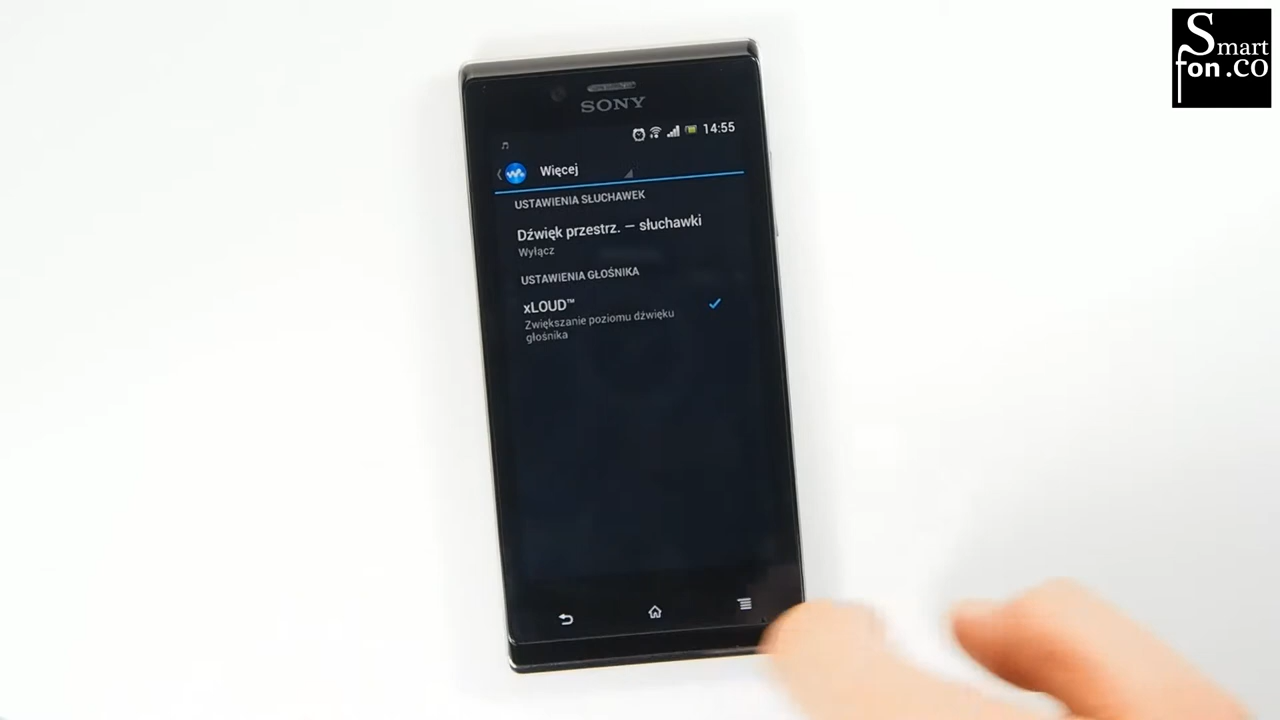 Smart
fon.co
SONY
14:55
Więcej
USTAWIENIA SŁUCHAWEK
Dźwięk przestrz. – słuchawki
Wyłącz
USTAWIENIA GŁOŚNIKA
xLOUD™
Zwiększanie poziomu dźwięku
głośnika